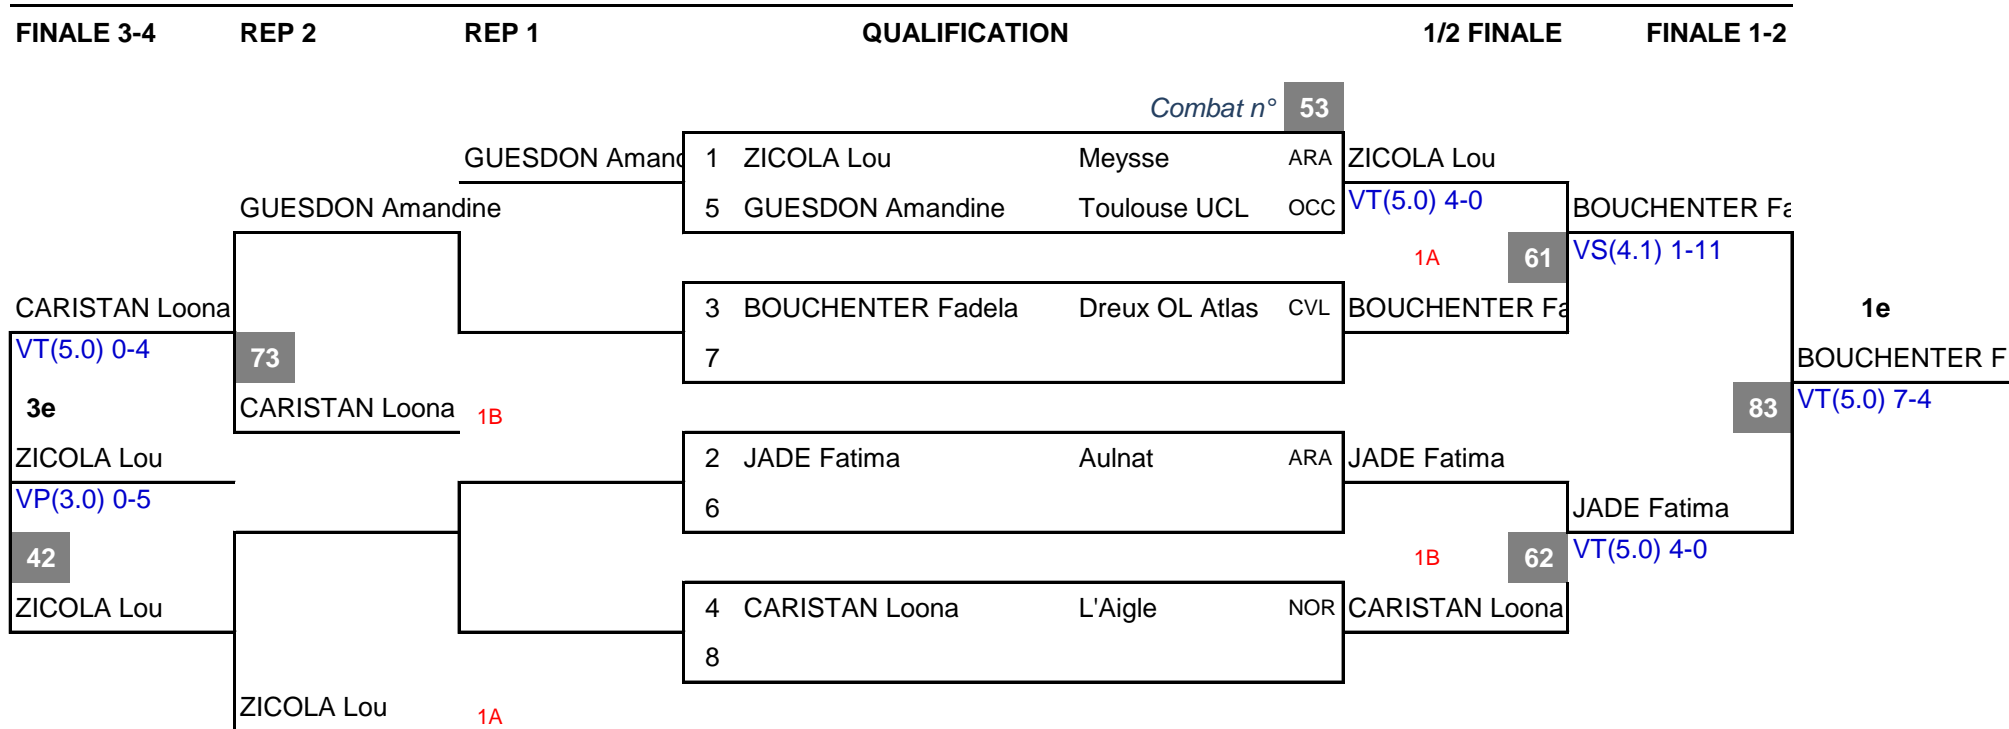 FINALE 3-4 REP 2 REP 1 QUALIFICATION 1/2 FINALE FINALE 1-2
Combat n° 53
GUESDON Amand 1 ZICOLA Lou Meysse ARA ZICOLA Lou
GUESDON Amandine 5 GUESDON Amandine Toulouse UCL OCC VT(5.0) 4-0 BOUCHENTER Fa
1A 61 VS(4.1) 1-11
CARISTAN Loona 3 BOUCHENTER Fadela Dreux OL Atlas CVL BOUCHENTER Fa 1e
VT(5.0) 0-4 73 7 BOUCHENTER F
3e CARISTAN Loona 1B 83 VT(5.0) 7-4
ZICOLA Lou 2 JADE Fatima Aulnat ARA JADE Fatima
VP(3.0) 0-5 6 JADE Fatima
42 1B 62 VT(5.0) 4-0
ZICOLA Lou 4 CARISTAN Loona L'Aigle NOR CARISTAN Loona
8
ZICOLA Lou 1A